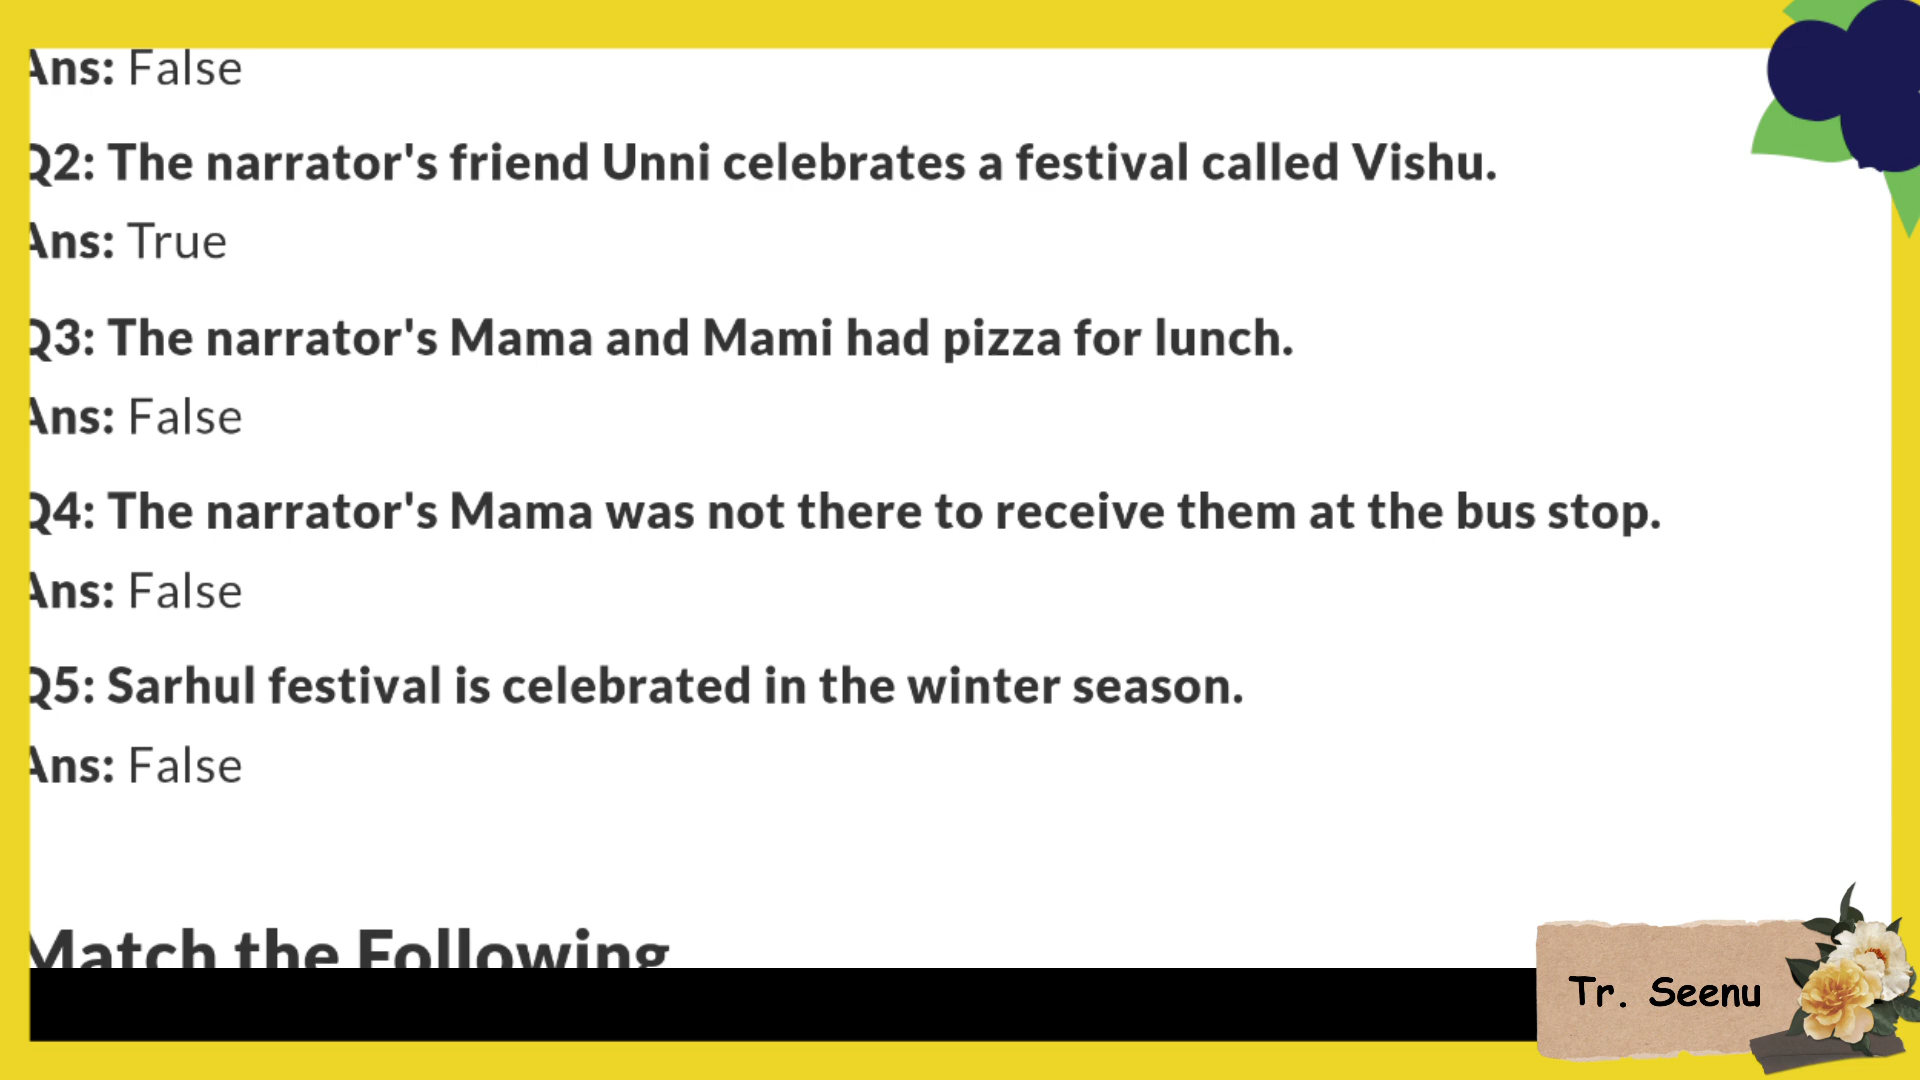 Ans: False
Q2: The narrator's friend Unni celebrates a festival called Vishu.
Ans: True
Q3: The narrator's Mama and Mami had pizza for lunch.
Ans: False
Q4: The narrator's Mama was not there to receive them at the bus stop.
Ans: False
Q5: Sarhul festival is celebrated in the winter season.
Ans: False
Match the Following
Tr. Seenu